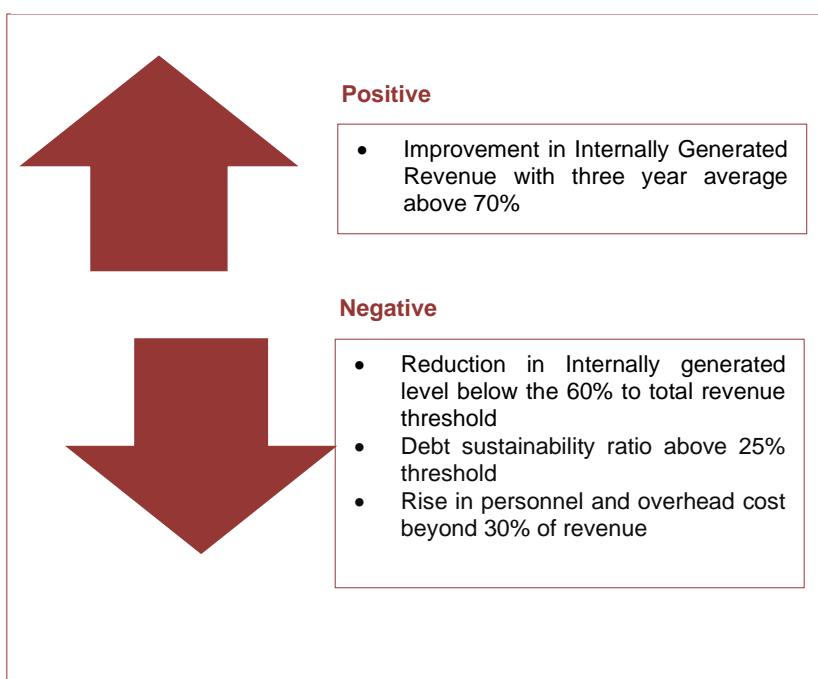 Positive
• Improvement in Internally Generated
Revenue with three year average
above 70%
Negative
• Reduction in Internally generated
level below the 60% to total revenue
threshold
• Debt sustainability ratio above 25%
threshold
• Rise in personnel and overhead cost
beyond 30% of revenue